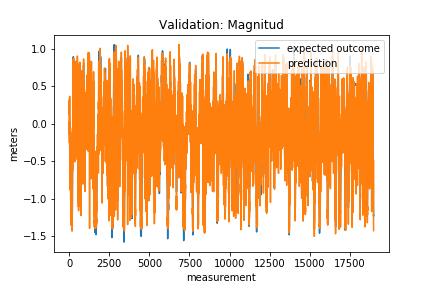 Validation: Magnitud
expected outcome
prediction
1.0
0.5
0.0
−0.5
−1.0
−1.5
meters
0 2500 5000 7500 10000 12500 15000 17500
measurement